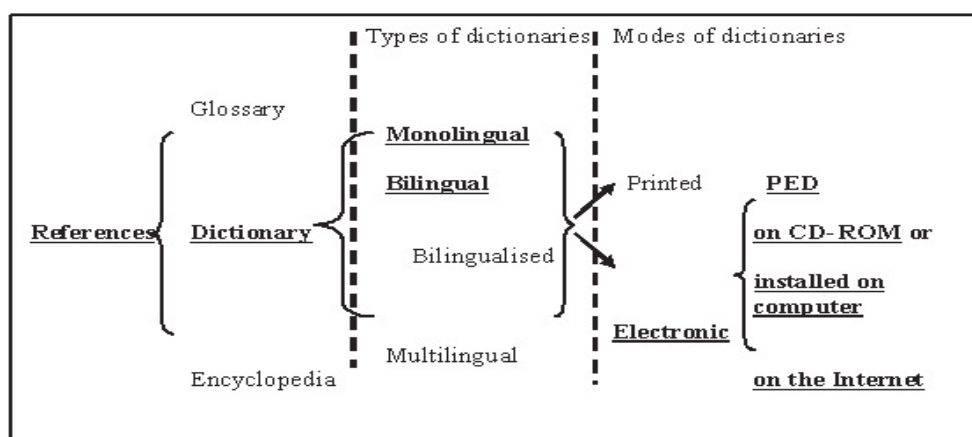 Types of dictionaries
Modes of dictionaries
Glossary
Monolingual
Bilingual
Printed
PED
References
Dictionary
on CD-ROM or
Bilingualised
installed on
computer
Electronic
Multilingual
Encyclopedia
on the Internet